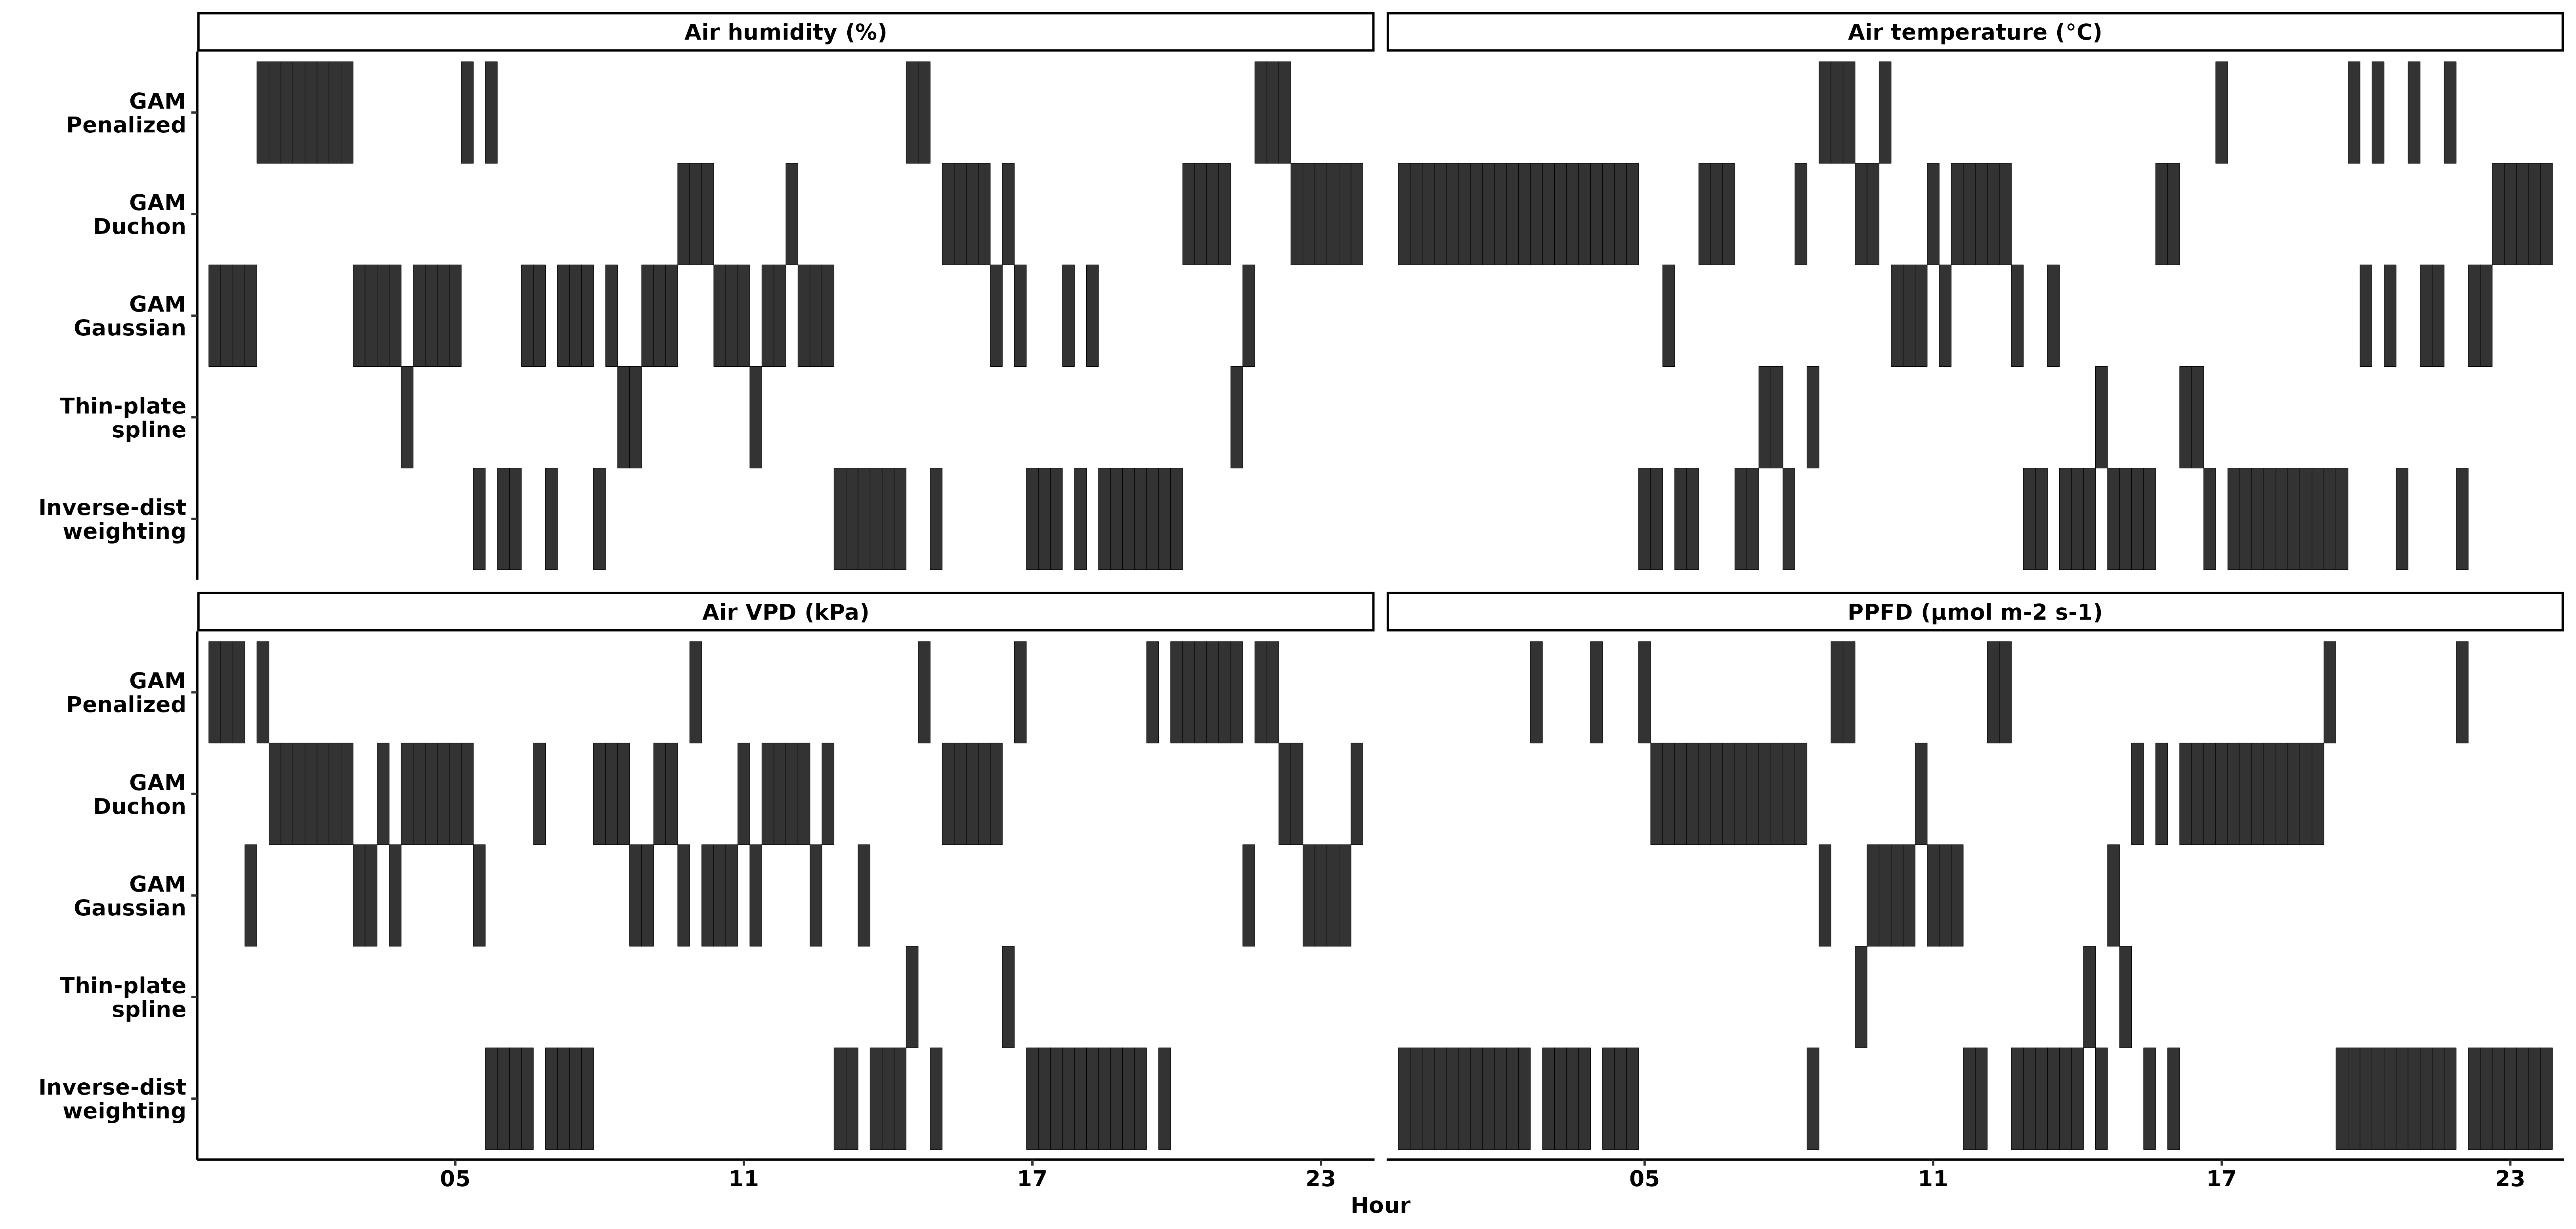 Air humidity (%)
Air temperature (°C)
GAM
Penalized
GAM
Duchon
GAM
Gaussian
Thin-plate
spline
Inverse-dist
weighting
Air VPD (kPa)
PPFD (µmol m-2 s-1)
GAM
Penalized
GAM
Duchon
GAM
Gaussian
Thin-plate
spline
Inverse-dist
weighting
05 11 17 23 05 11 17 23
Hour